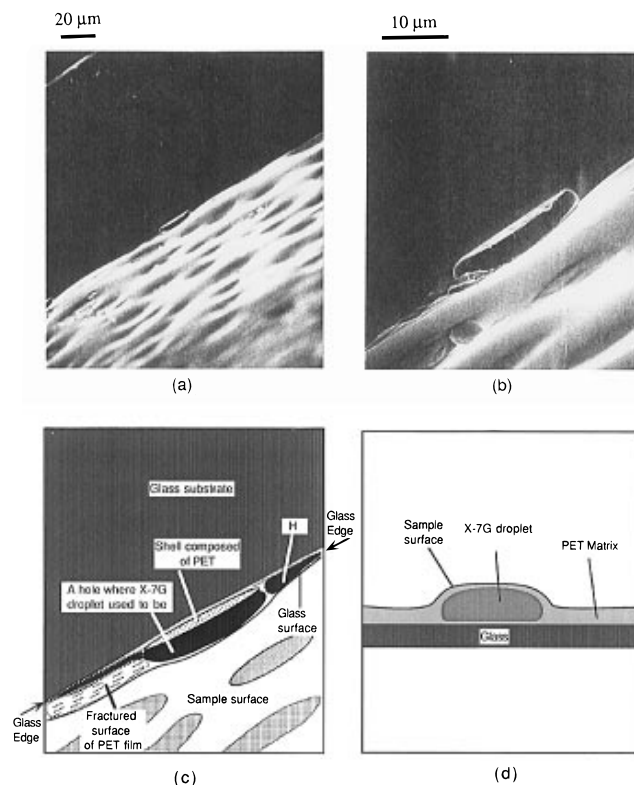 20 µm
10 µm
(a)
(b)
Glass substrate
H
Glass
Edge
Shell composed
of PET
A hole where X-7G
droplet used to be
Glass
surface
Sample surface
Glass
Edge
Fractured
surface
of PET film
(c)
Sample
surface
X-7G droplet
PET Matrix
Glass
(d)